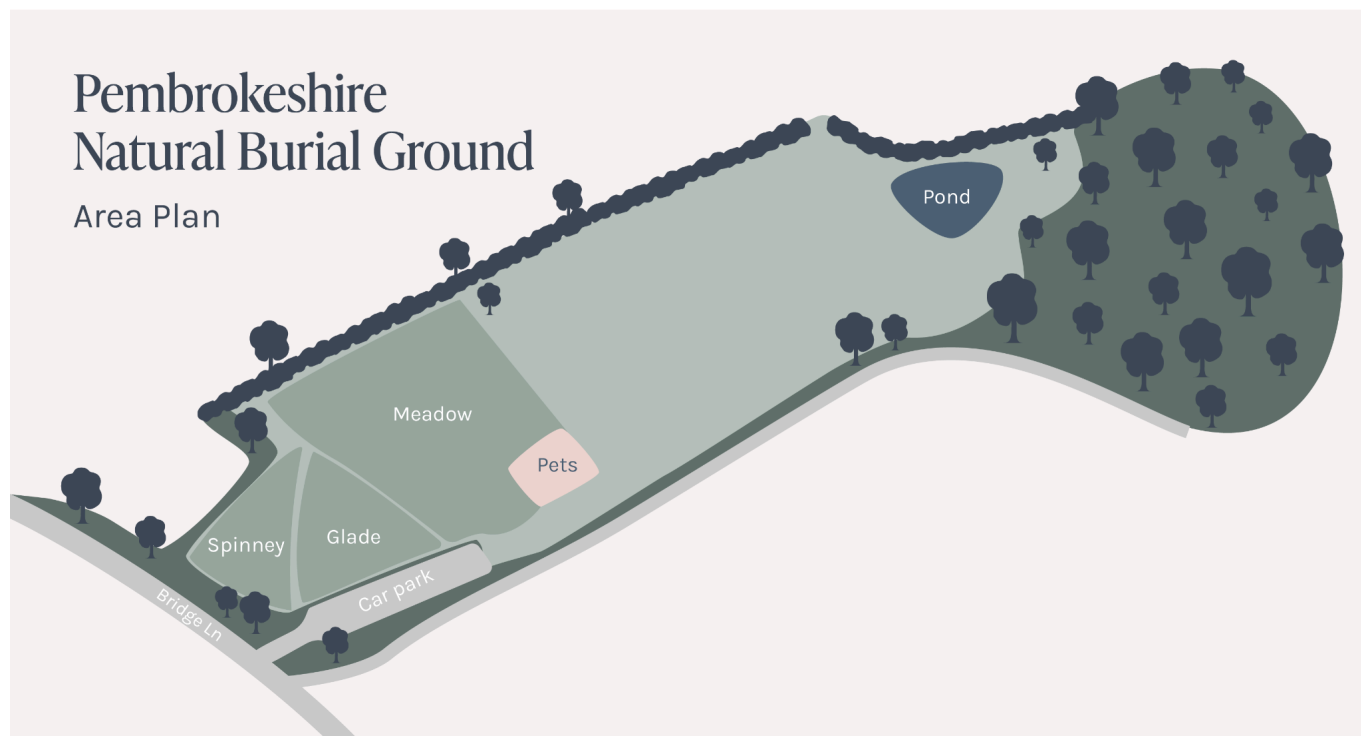 Pembrokeshire
Natural Burial Ground
Area Plan
Pond
Meadow
Pets
Glade
Spinney
Car park
Bridge Ln